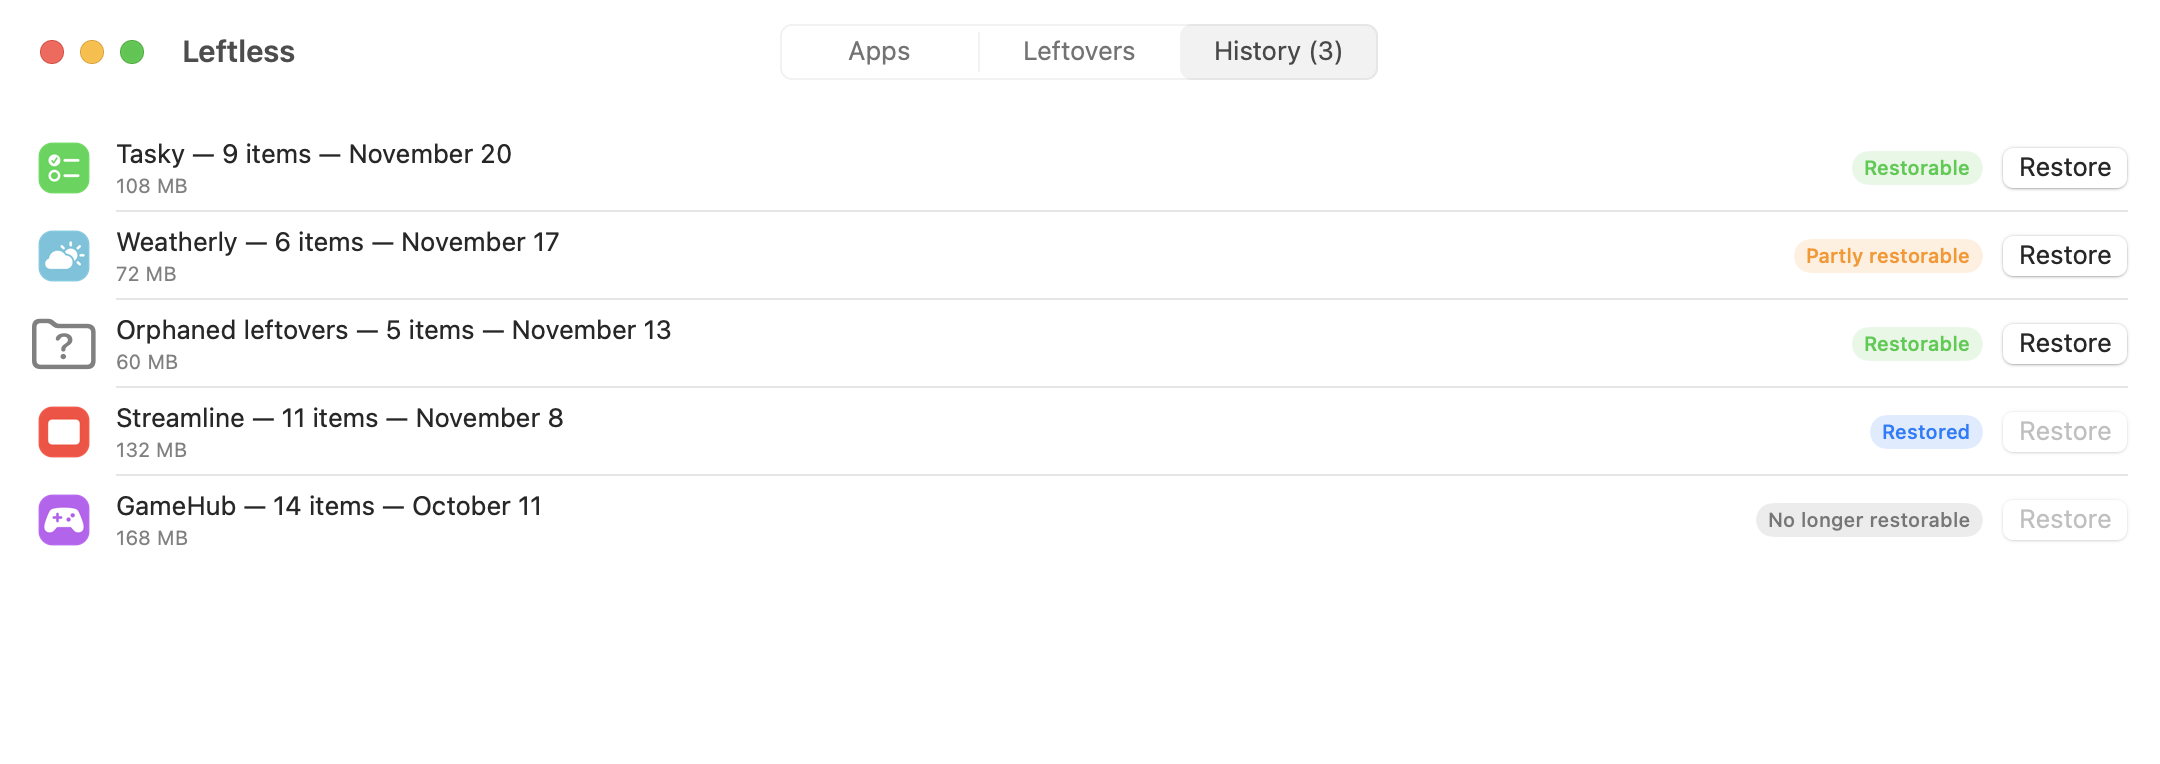 Leftless
Apps
Leftovers
History (3)
Tasky — 9 items — November 20
108 MB
Restorable
Restore
Weatherly — 6 items — November 17
72 MB
Partly restorable
Restore
?
Orphaned leftovers — 5 items — November 13
60 MB
Restorable
Restore
Streamline — 11 items — November 8
132 MB
Restored
Restore
GameHub — 14 items — October 11
168 MB
No longer restorable
Restore